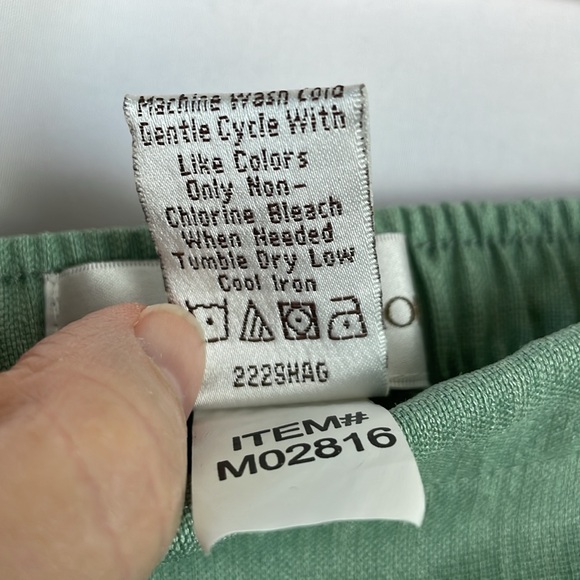 Machine Wash Cold
Gentle Cycle With
Like Colors
Only Non-
Chlorine Bleach
When Needed
Tumble Dry Low
Cool Iron
2229HAG
ITEM#
M02816
O